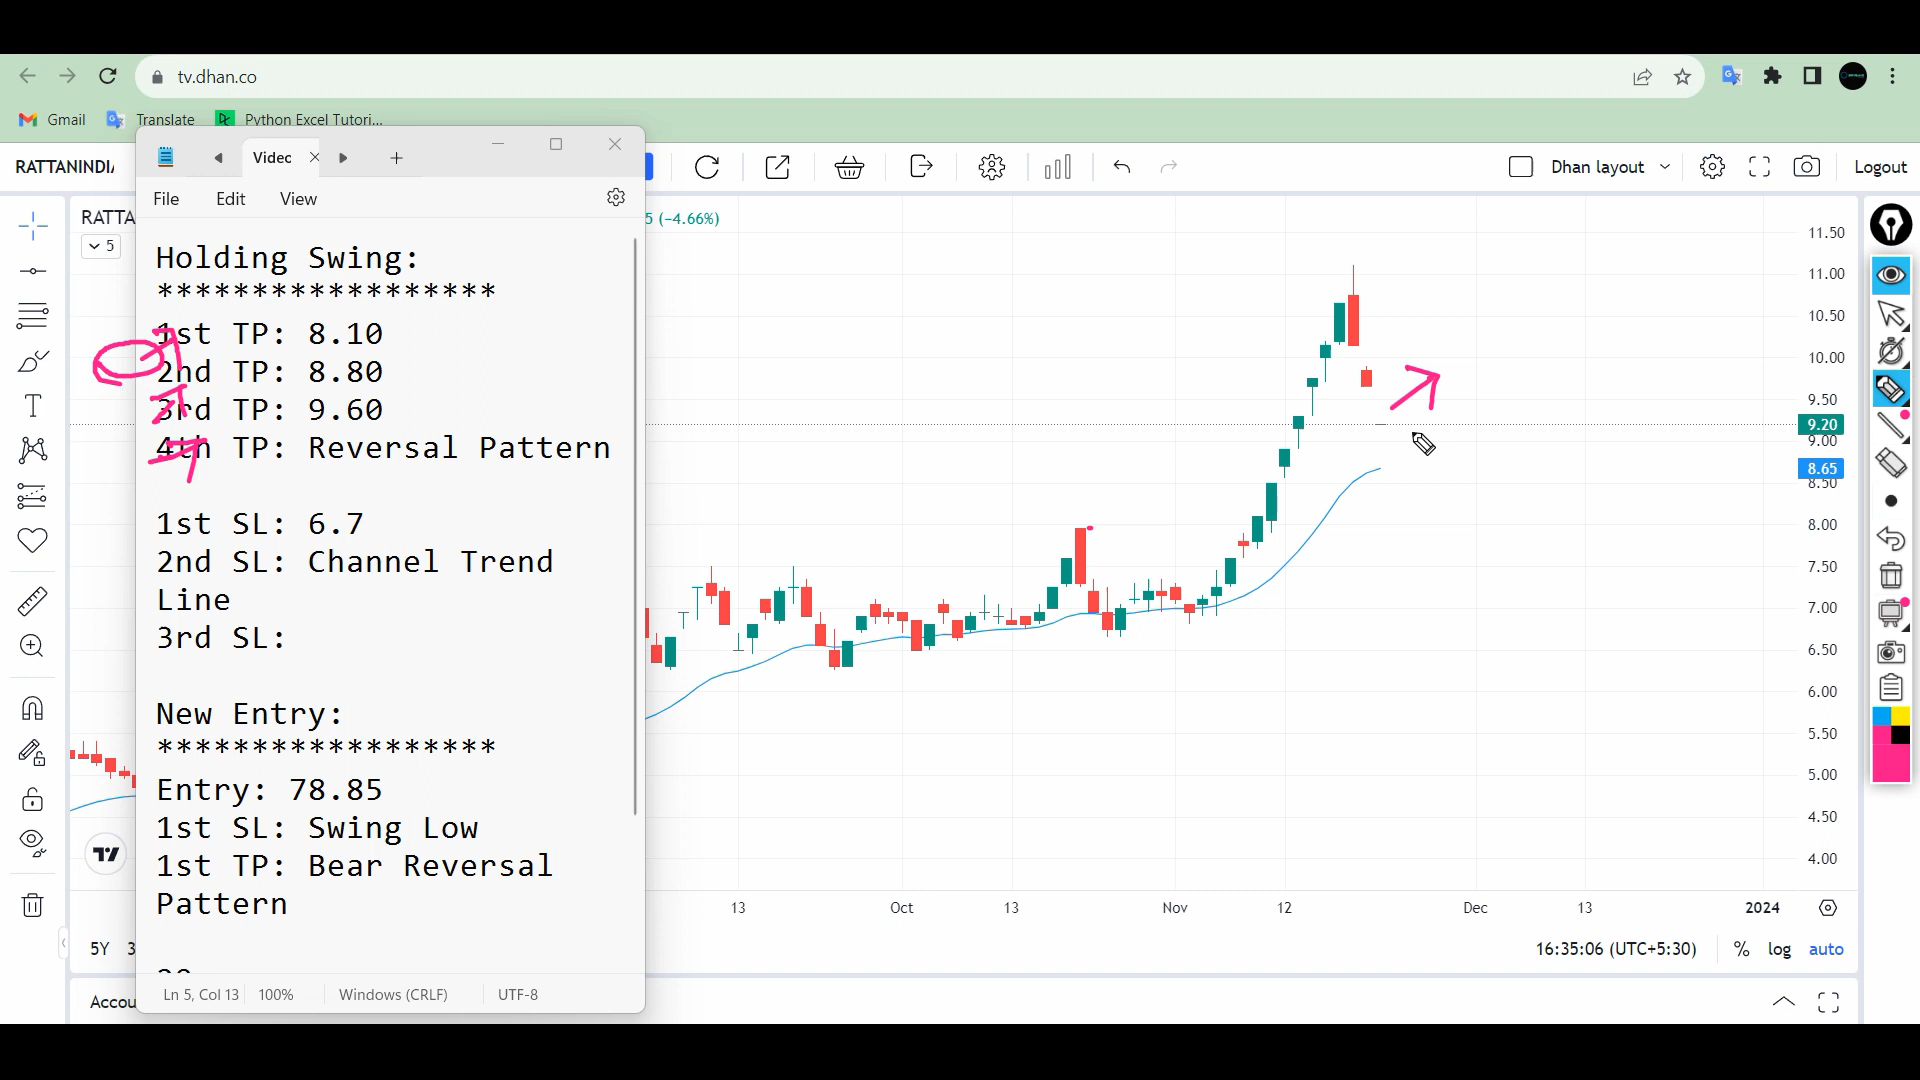 tv.dhan.co
Gmail
Translate
Python Excel Tutori...
RATTANINDI
Videc
Dhan layout
Logout
File
Edit
View
RATTA
5 (−4.66%)
5
Holding Swing:
******************
1st TP: 8.10
2nd TP: 8.80
3rd TP: 9.60
4th TP: Reversal Pattern
1st SL: 6.7
2nd SL: Channel Trend
Line
3rd SL:
New Entry:
******************
Entry: 78.85
1st SL: Swing Low
1st TP: Bear Reversal
Pattern
Ln 5, Col 13
100%
Windows (CRLF)
UTF-8
11.50
11.00
10.50
10.00
9.50
9.20
9.00
8.65
8.50
8.00
7.50
7.00
6.50
6.00
5.50
5.00
4.50
4.00
13
Oct
13
Nov
12
Dec
13
2024
5Y
3
16:35:06 (UTC+5:30)
%
log
auto
Accou